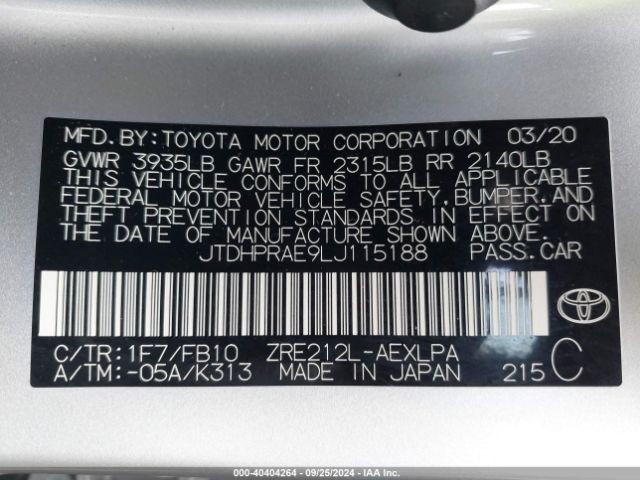 MFD.BY:TOYOTA MOTOR CORPORATION 03/20
GVWR 3935LB GAWR FR 2315LB RR 2140LB
THIS VEHICLE CONFORMS TO ALL APPLICABLE
FEDERAL MOTOR VEHICLE SAFETY,BUMPER,AND
THEFT PREVENTION STANDARDS IN EFFECT ON
THE DATE OF MANUFACTURE SHOWN ABOVE.
JTDHPRAE9LJ115188 PASS.CAR
C/TR:1F7/FB10 ZRE212L-AEXLPA
A/TM:-05A/K313 MADE IN JAPAN 215 C
© 00-40404264 - 09/25/2024 - IAA Inc.